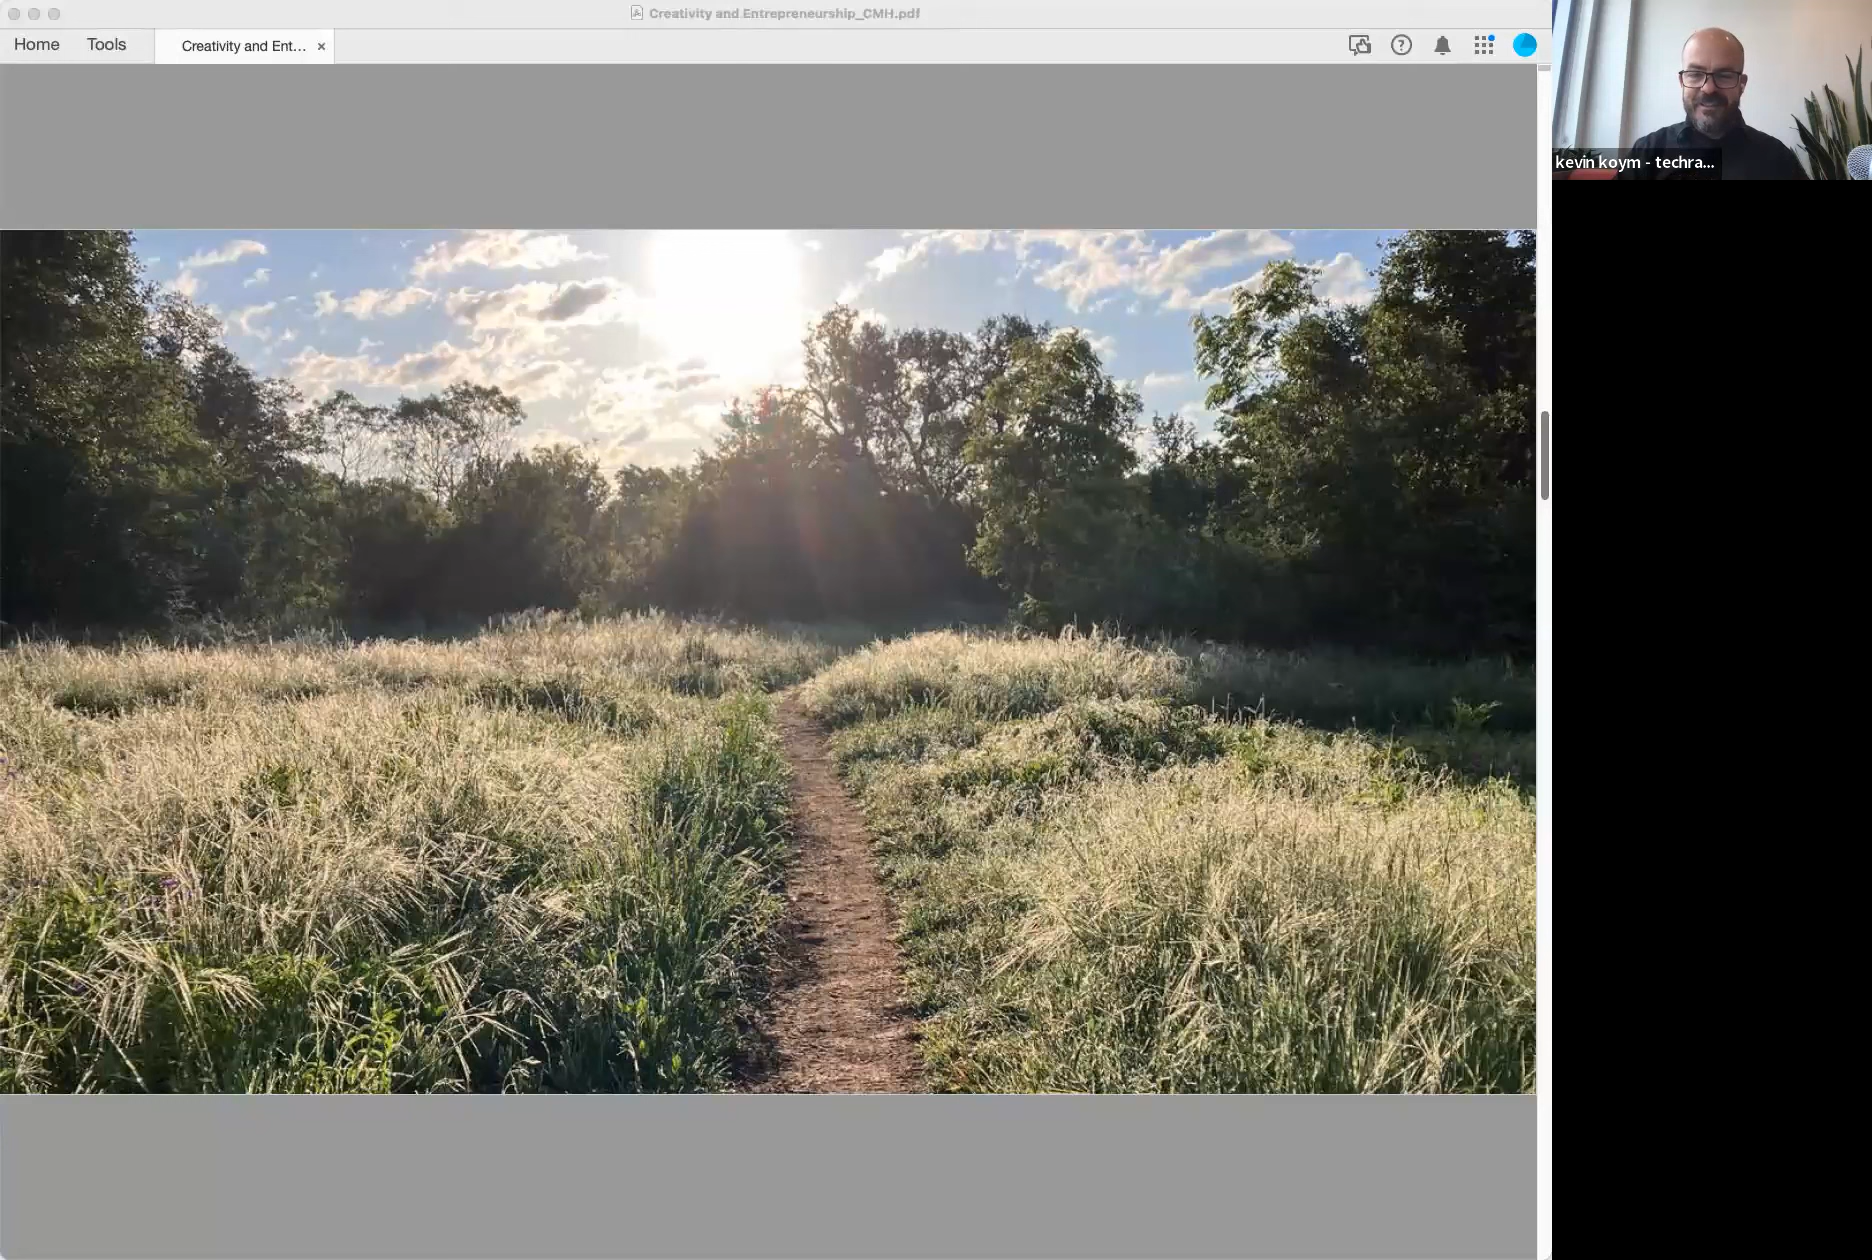 Creativity and Entrepreneurship_CMH.pdf
Home
Tools
Creativity and Ent... ×
kevin koym - techra...